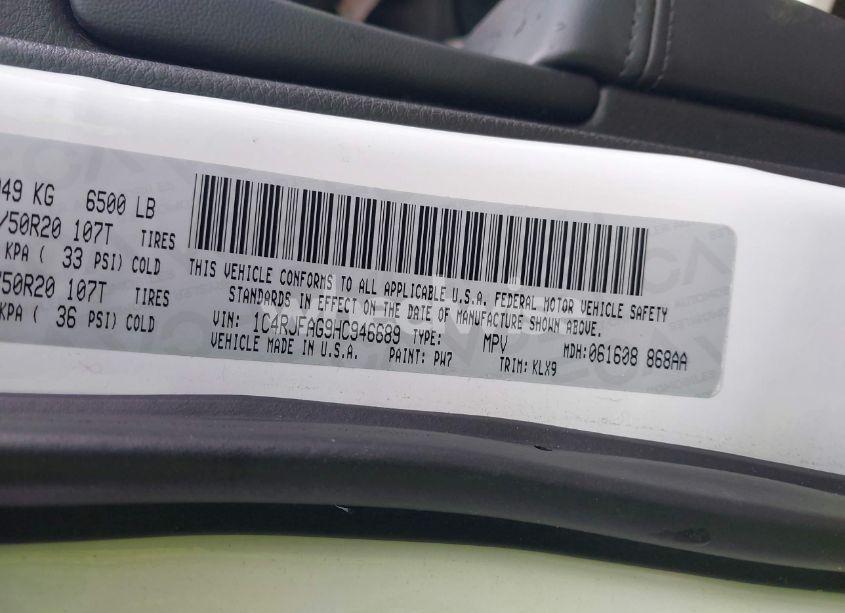 949 KG 6500 LB
/50R20 107T TIRES
KPA ( 33 PSI) COLD
/50R20 107T TIRES
KPA ( 36 PSI) COLD
THIS VEHICLE CONFORMS TO ALL APPLICABLE U.S.A. FEDERAL MOTOR VEHICLE SAFETY
STANDARDS IN EFFECT ON THE DATE OF MANUFACTURE SHOWN ABOVE.
VIN: 1C4RJFAG9HC946689 TYPE: MPV MDH:061608 868AA
VEHICLE MADE IN U.S.A. PAINT: PW7 TRIM: KLX9